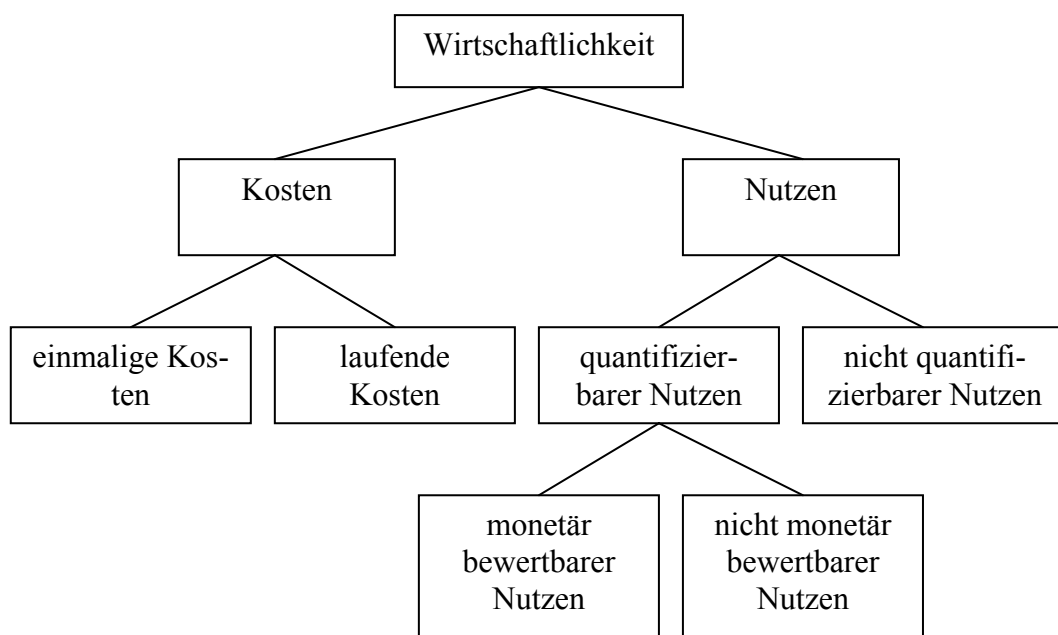 Wirtschaftlichkeit
Kosten
Nutzen
einmalige Kos-
ten
laufende
Kosten
quantifizier-
barer Nutzen
nicht quantifi-
zierbarer Nutzen
monetär
bewertbarer
Nutzen
nicht monetär
bewertbarer
Nutzen